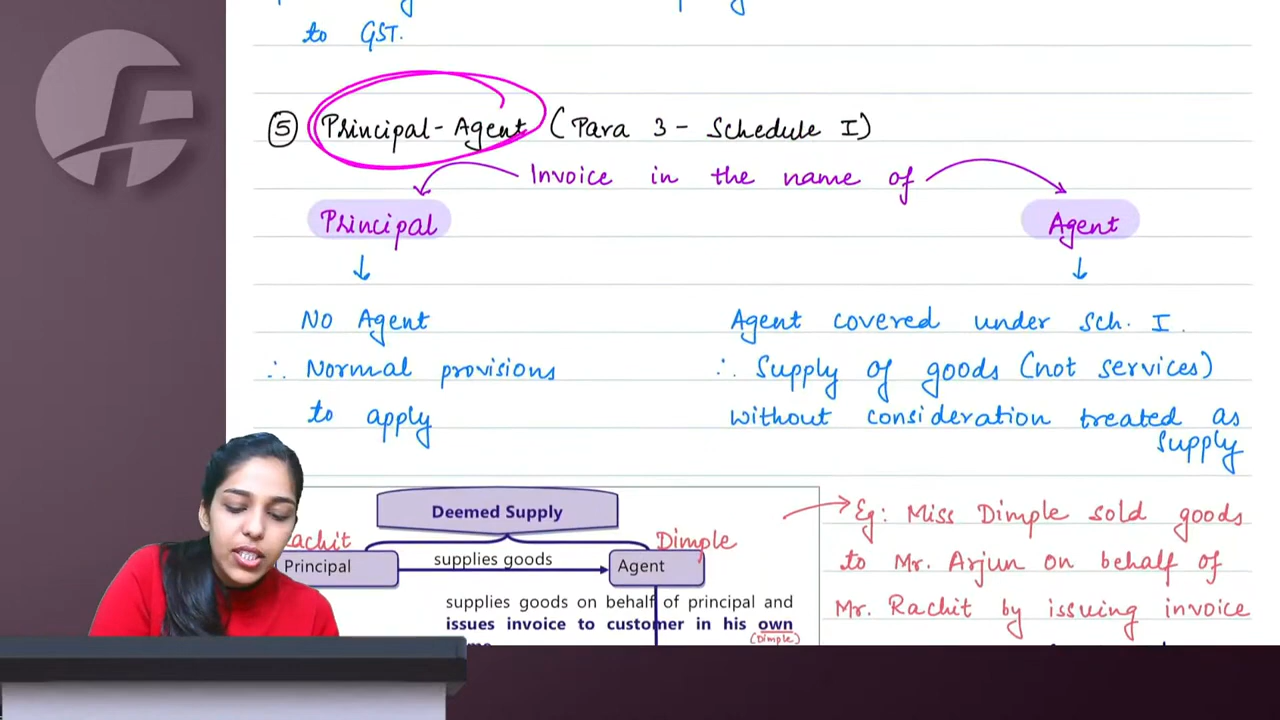 to GST.
⑤ Principal-Agent (Para 3 - Schedule I)
Invoice in the name of
Principal
Agent
↓
↓
No Agent
Agent covered under Sch. I.
∴ Normal provisions
∴ Supply of goods (not services)
to apply
without consideration treated as
supply
Deemed Supply
Eg: Miss Dimple sold goods
Dimple
Principal
supplies goods
Agent
to Mr. Arjun on behalf of
supplies goods on behalf of principal and
Mr. Rachit by issuing invoice
issues invoice to customer in his own
(Dimple)